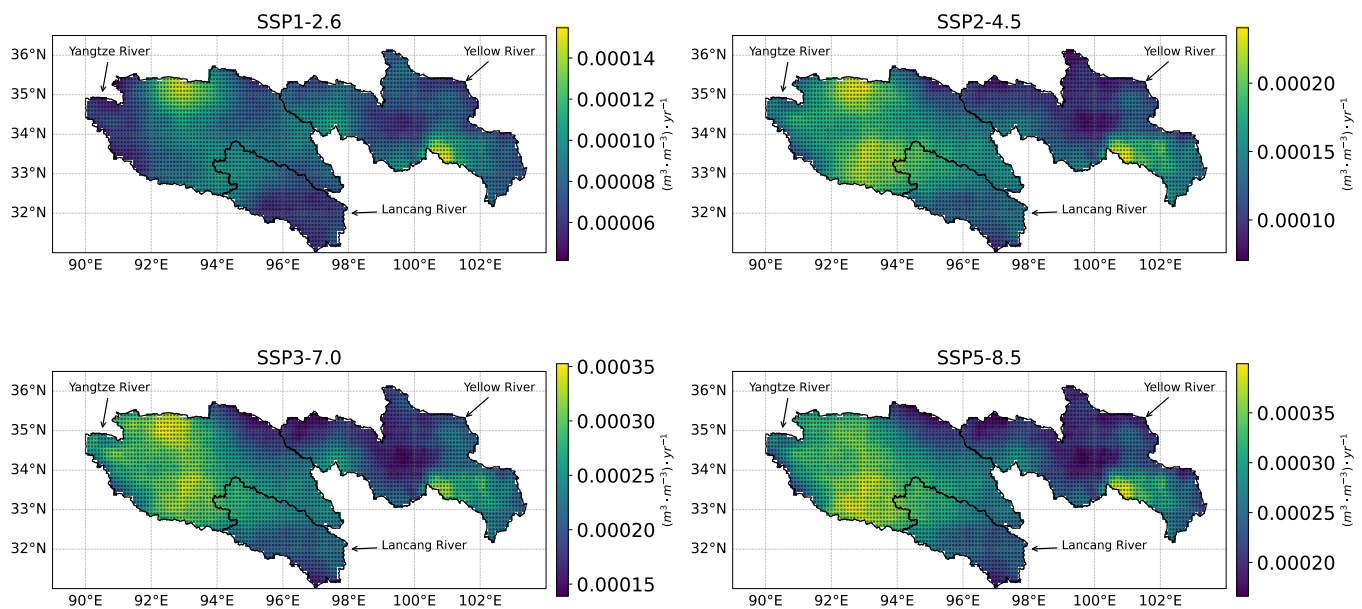 SSP1-2.6
Yangtze River
Yellow River
Lancang River
36°N
35°N
34°N
33°N
32°N
90°E 92°E 94°E 96°E 98°E 100°E 102°E
0.00014
0.00012
0.00010
0.00008
0.00006
(m³·m⁻³)·yr⁻¹
SSP2-4.5
Yangtze River
Yellow River
Lancang River
36°N
35°N
34°N
33°N
32°N
90°E 92°E 94°E 96°E 98°E 100°E 102°E
0.00020
0.00015
0.00010
(m³·m⁻³)·yr⁻¹
SSP3-7.0
Yangtze River
Yellow River
Lancang River
36°N
35°N
34°N
33°N
32°N
90°E 92°E 94°E 96°E 98°E 100°E 102°E
0.00035
0.00030
0.00025
0.00020
0.00015
(m³·m⁻³)·yr⁻¹
SSP5-8.5
Yangtze River
Yellow River
Lancang River
36°N
35°N
34°N
33°N
32°N
90°E 92°E 94°E 96°E 98°E 100°E 102°E
0.00035
0.00030
0.00025
0.00020
(m³·m⁻³)·yr⁻¹